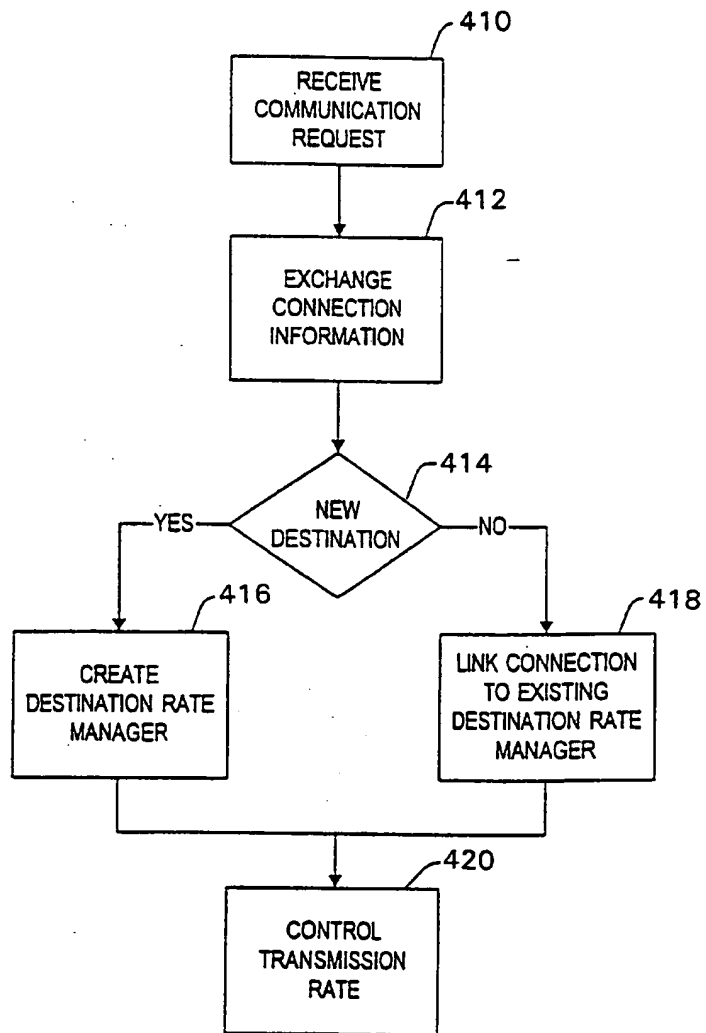 410
RECEIVE
COMMUNICATION
REQUEST
412
EXCHANGE
CONNECTION
INFORMATION
414
NEW
DESTINATION
YES
NO
416
CREATE
DESTINATION RATE
MANAGER
418
LINK CONNECTION
TO EXISTING
DESTINATION RATE
MANAGER
420
CONTROL
TRANSMISSION
RATE